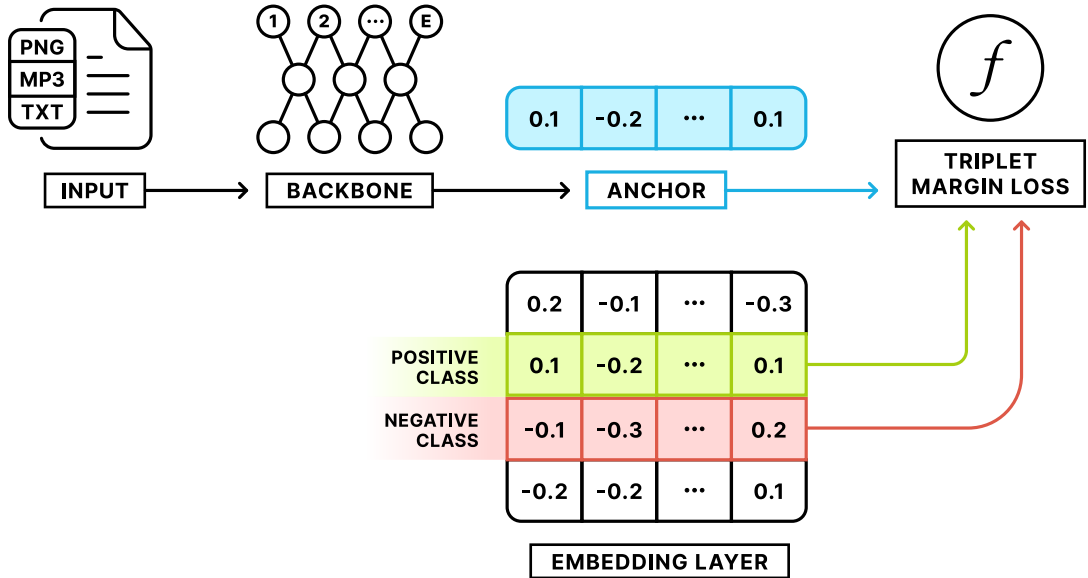 PNG
MP3
TXT
1 2 ··· E
0.1 -0.2 ··· 0.1
f
INPUT
BACKBONE
ANCHOR
TRIPLET
MARGIN LOSS
0.2 -0.1 ··· -0.3
POSITIVE
CLASS
0.1 -0.2 ··· 0.1
NEGATIVE
CLASS
-0.1 -0.3 ··· 0.2
-0.2 -0.2 ··· 0.1
EMBEDDING LAYER